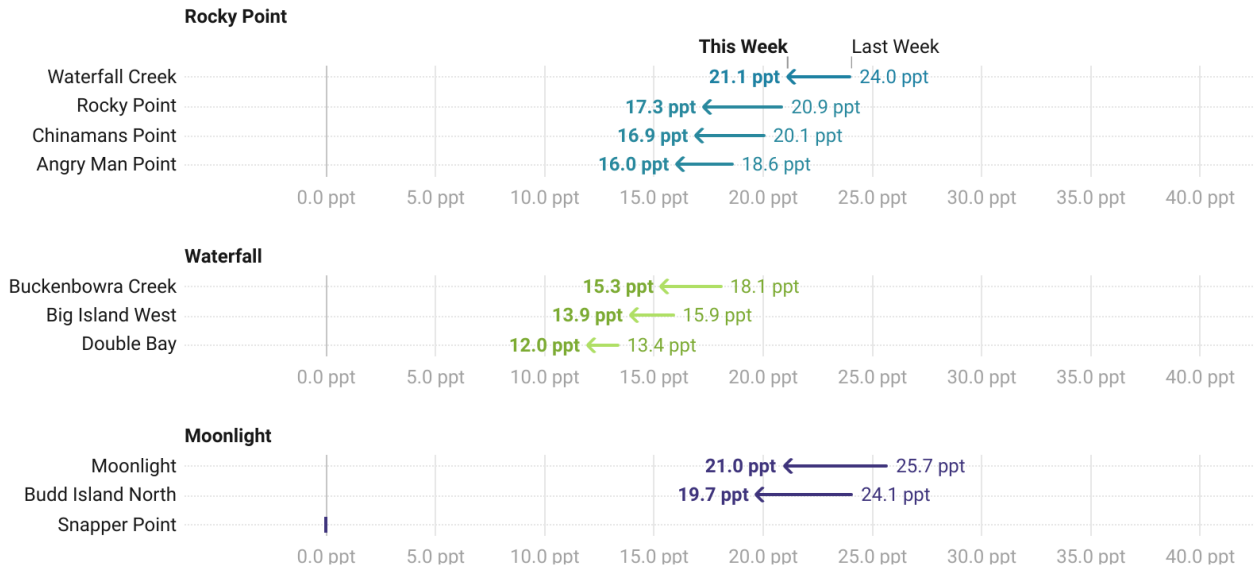 Rocky Point
This Week Last Week
Waterfall Creek 21.1 ppt 24.0 ppt
Rocky Point 17.3 ppt 20.9 ppt
Chinamans Point 16.9 ppt 20.1 ppt
Angry Man Point 16.0 ppt 18.6 ppt
0.0 ppt 5.0 ppt 10.0 ppt 15.0 ppt 20.0 ppt 25.0 ppt 30.0 ppt 35.0 ppt 40.0 ppt
Waterfall
Buckenbowra Creek 15.3 ppt 18.1 ppt
Big Island West 13.9 ppt 15.9 ppt
Double Bay 12.0 ppt 13.4 ppt
0.0 ppt 5.0 ppt 10.0 ppt 15.0 ppt 20.0 ppt 25.0 ppt 30.0 ppt 35.0 ppt 40.0 ppt
Moonlight
Moonlight 21.0 ppt 25.7 ppt
Budd Island North 19.7 ppt 24.1 ppt
Snapper Point
0.0 ppt 5.0 ppt 10.0 ppt 15.0 ppt 20.0 ppt 25.0 ppt 30.0 ppt 35.0 ppt 40.0 ppt